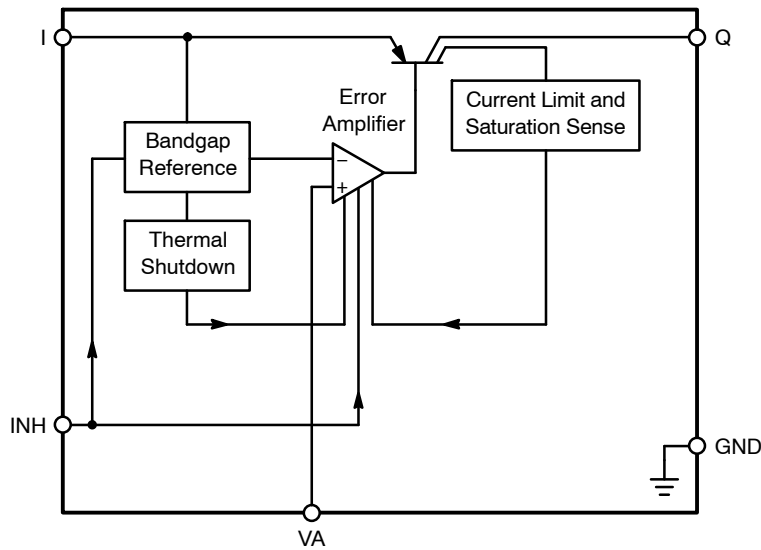 I
Q
Error
Amplifier
Current Limit and
Saturation Sense
Bandgap
Reference
−
+
Thermal
Shutdown
INH
GND
VA